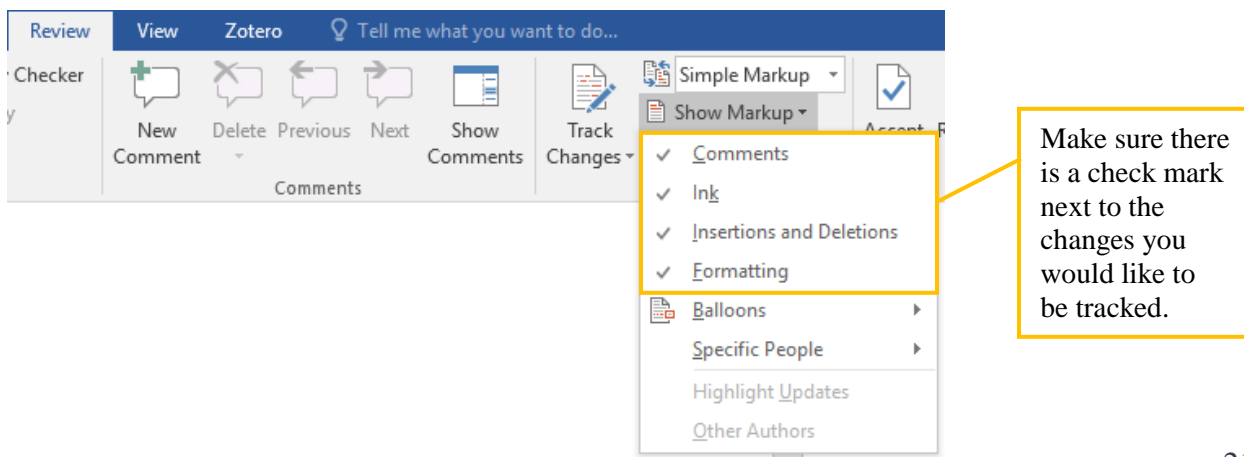 Review View Zotero Tell me what you want to do...
Checker Simple Markup
Show Markup
New Delete Previous Next Show Track
Comment Comments Changes
Comments
Comments
Ink
Insertions and Deletions
Formatting
Balloons
Specific People
Highlight Updates
Other Authors
Make sure there
is a check mark
next to the
changes you
would like to
be tracked.